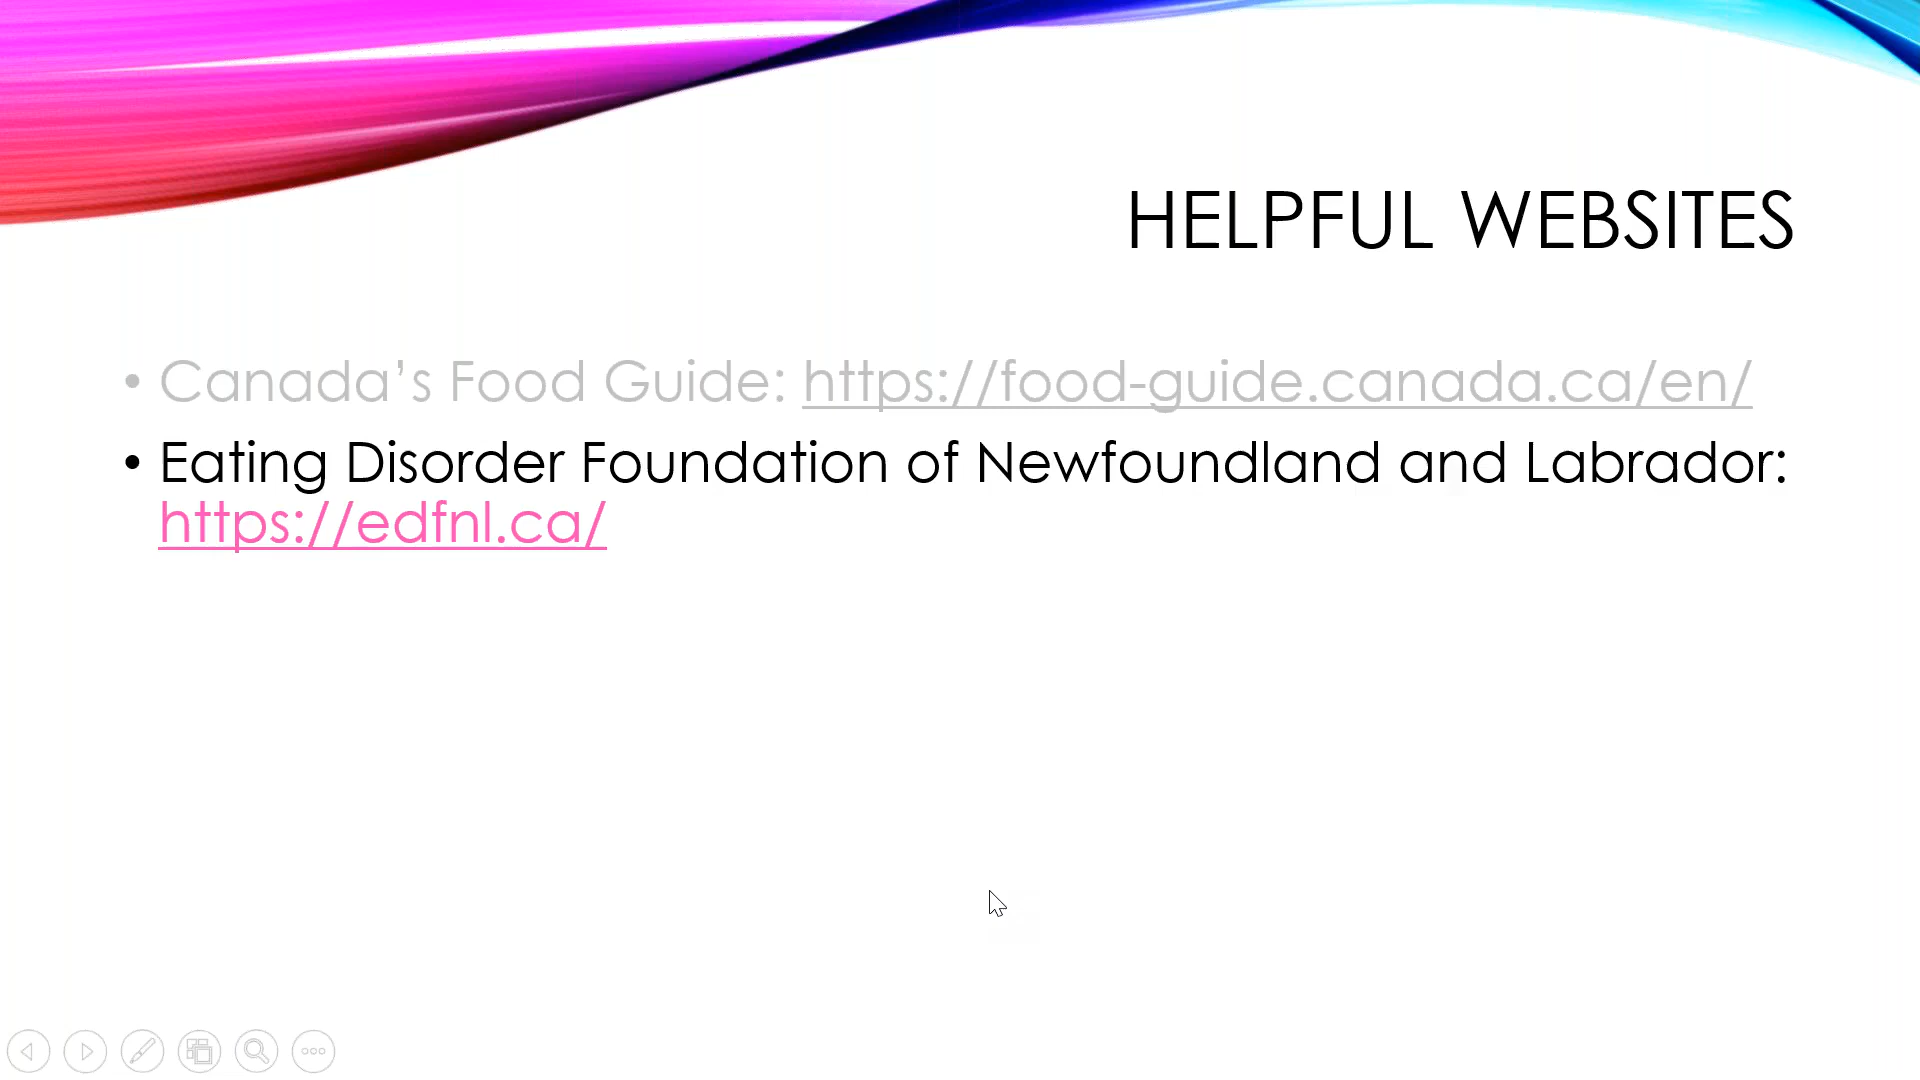 HELPFUL WEBSITES
• Canada’s Food Guide: https://food-guide.canada.ca/en/
• Eating Disorder Foundation of Newfoundland and Labrador:
https://edfnl.ca/